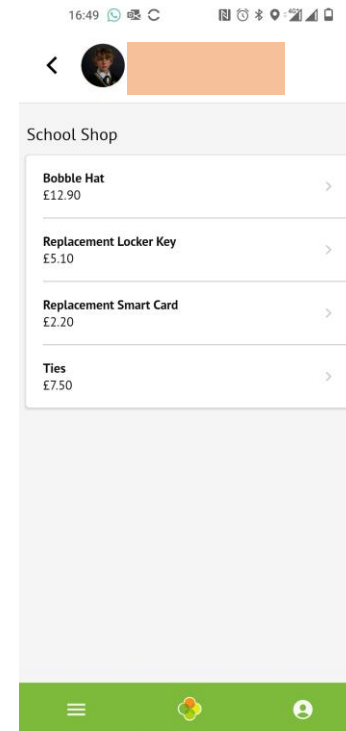 16:49
School Shop
Bobble Hat
£12.90
Replacement Locker Key
£5.10
Replacement Smart Card
£2.20
Ties
£7.50